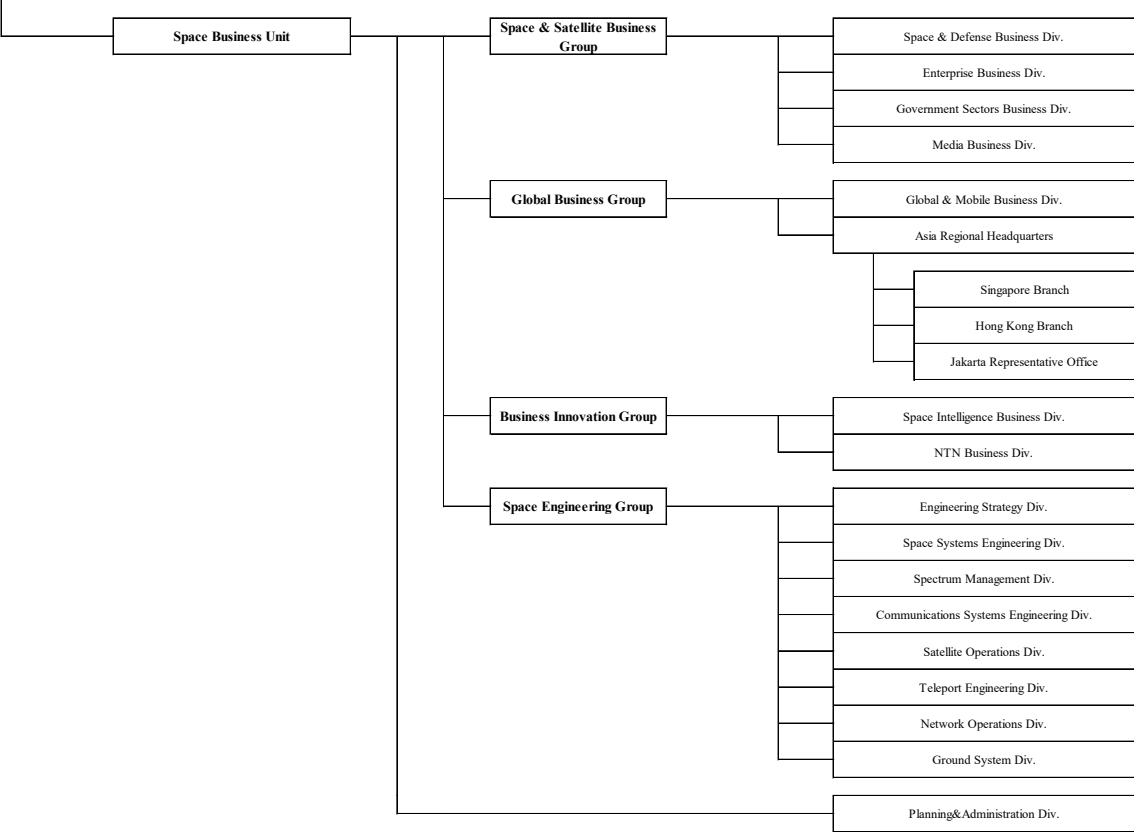 Space Business Unit
Space & Satellite Business
Group
Space & Defense Business Div.
Enterprise Business Div.
Government Sectors Business Div.
Media Business Div.
Global Business Group
Global & Mobile Business Div.
Asia Regional Headquarters
Singapore Branch
Hong Kong Branch
Jakarta Representative Office
Business Innovation Group
Space Intelligence Business Div.
NTN Business Div.
Space Engineering Group
Engineering Strategy Div.
Space Systems Engineering Div.
Spectrum Management Div.
Communications Systems Engineering Div.
Satellite Operations Div.
Teleport Engineering Div.
Network Operations Div.
Ground System Div.
Planning&Administration Div.